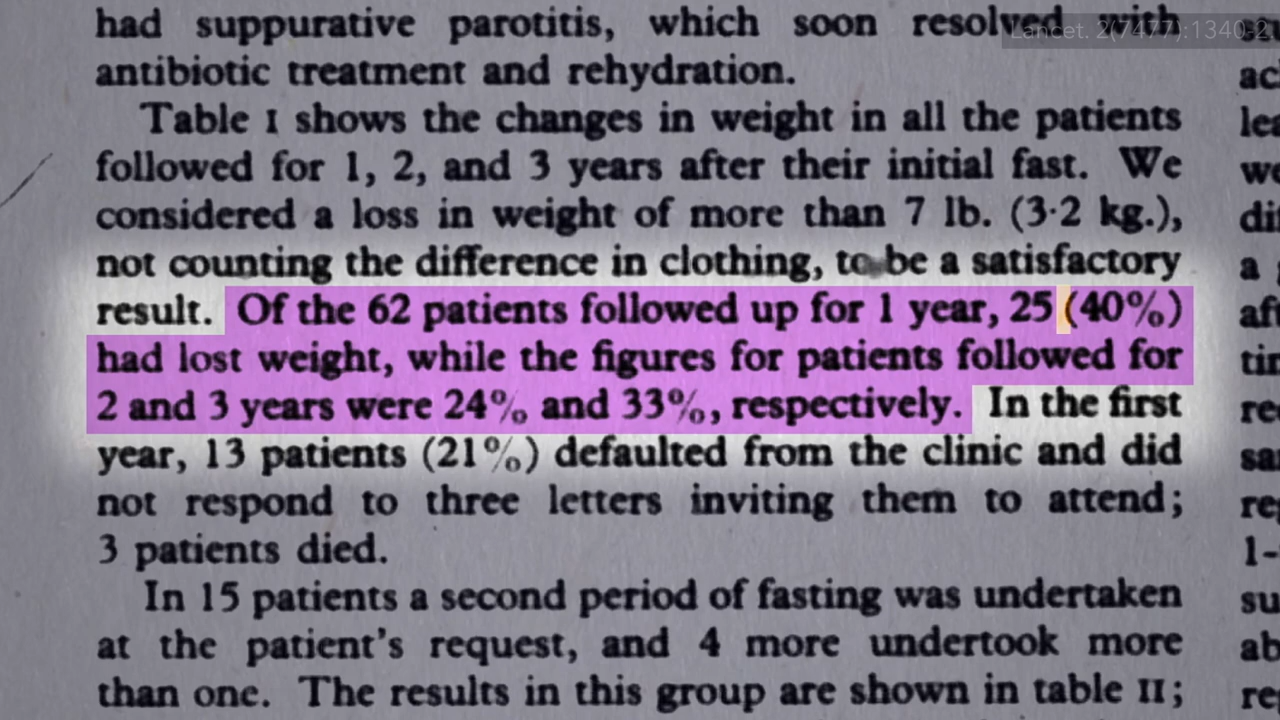 had suppurative parotitis, which soon resolved with
Lancet. 2(7477):1340-2
antibiotic treatment and rehydration.
Table I shows the changes in weight in all the patients
followed for 1, 2, and 3 years after their initial fast. We
considered a loss in weight of more than 7 lb. (3·2 kg.),
not counting the difference in clothing, to be a satisfactory
result. Of the 62 patients followed up for 1 year, 25 (40%)
had lost weight, while the figures for patients followed for
2 and 3 years were 24% and 33%, respectively. In the first
year, 13 patients (21%) defaulted from the clinic and did
not respond to three letters inviting them to attend;
3 patients died.
In 15 patients a second period of fasting was undertaken
at the patient's request, and 4 more undertook more
than one. The results in this group are shown in table II;